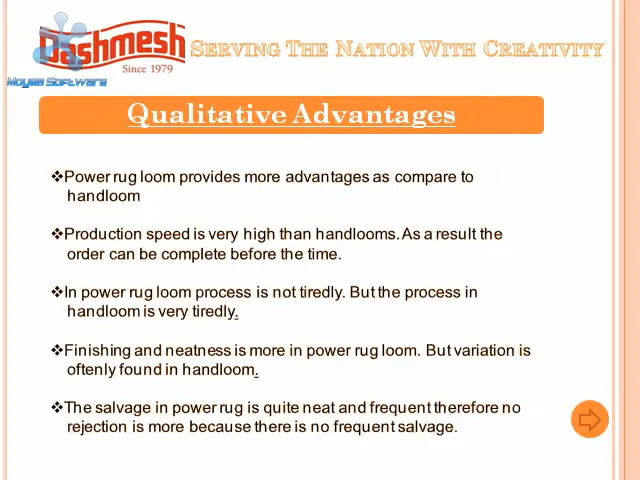 Dashmesh
Since 1979
Moyea Software
SERVING THE NATION WITH CREATIVITY
Qualitative Advantages
❖Power rug loom provides more advantages as compare to
handloom
❖Production speed is very high than handlooms. As a result the
order can be complete before the time.
❖In power rug loom process is not tiredly. But the process in
handloom is very tiredly.
❖Finishing and neatness is more in power rug loom. But variation is
oftenly found in handloom.
❖The salvage in power rug is quite neat and frequent therefore no
rejection is more because there is no frequent salvage.